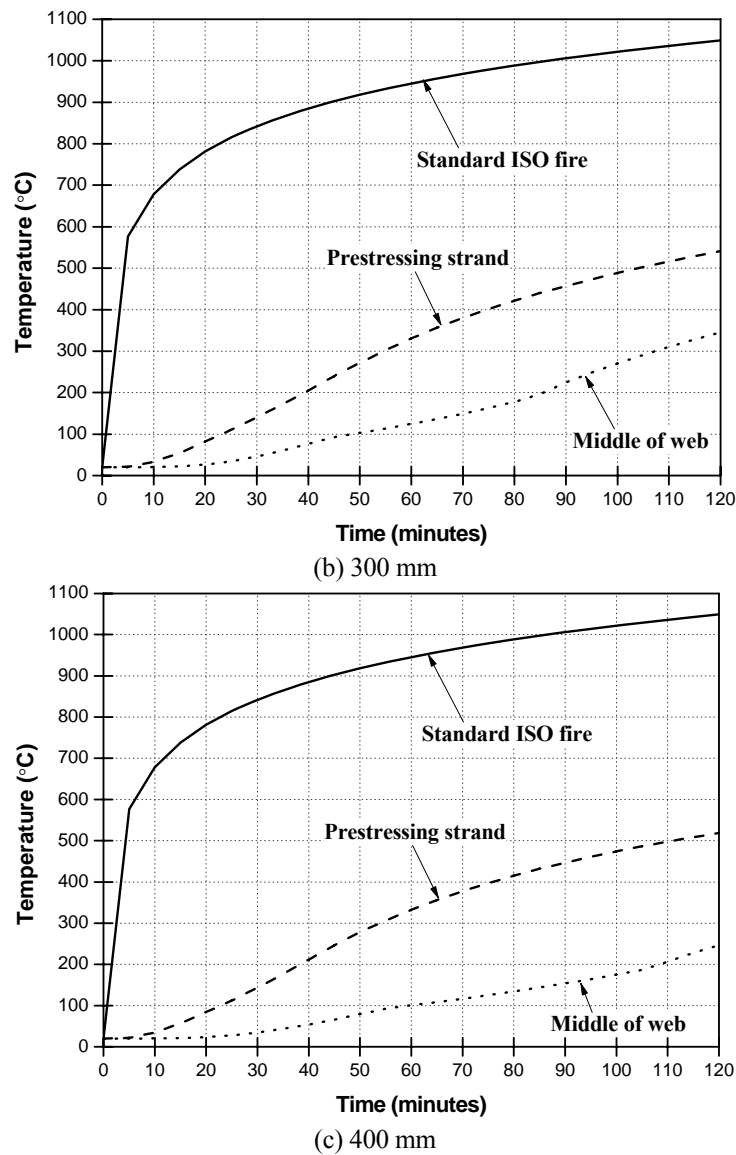 1100
1000
900
800
700
600
500
400
300
200
100
0
Temperature (°C)
Standard ISO fire
Prestressing strand
Middle of web
0 10 20 30 40 50 60 70 80 90 100 110 120
Time (minutes)
(b) 300 mm
1100
1000
900
800
700
600
500
400
300
200
100
0
Temperature (°C)
Standard ISO fire
Prestressing strand
Middle of web
0 10 20 30 40 50 60 70 80 90 100 110 120
Time (minutes)
(c) 400 mm